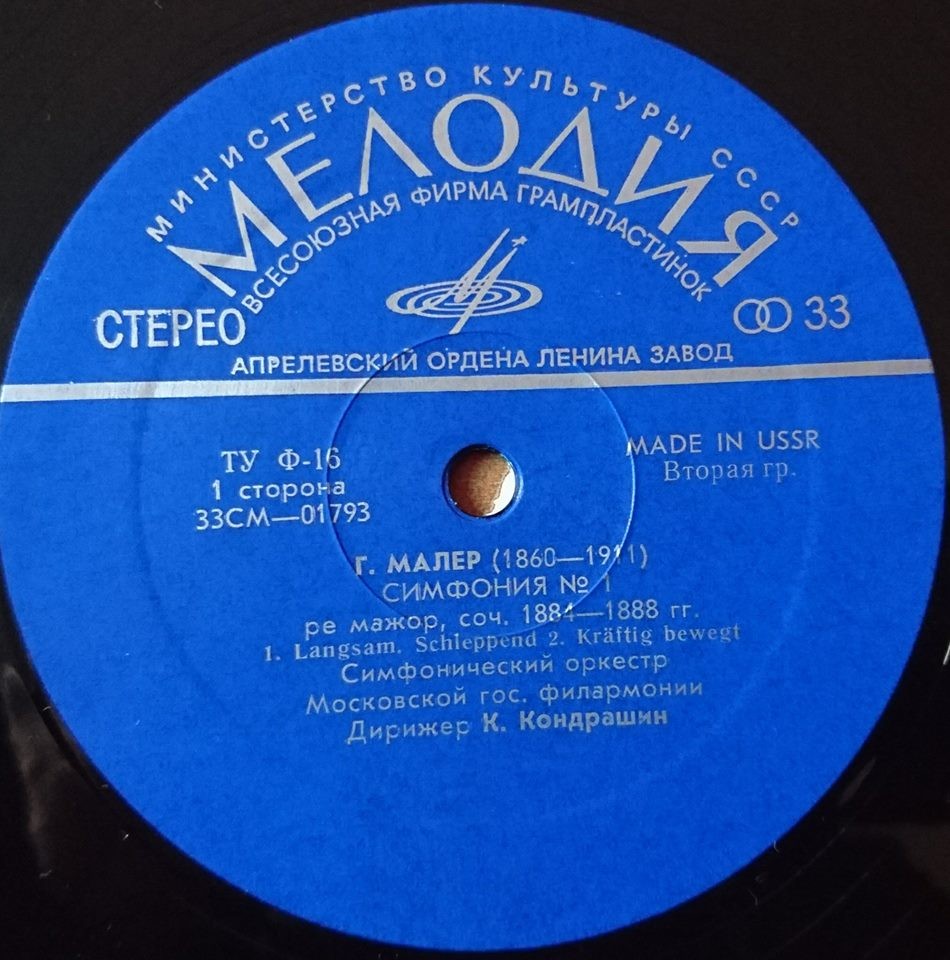 МИНИСТЕРСТВО КУЛЬТУРЫ СССР
МЕЛОДИЯ
ВСЕСОЮЗНАЯ ФИРМА ГРАМПЛАСТИНОК
СТЕРЕО
33
АПРЕЛЕВСКИЙ ОРДЕНА ЛЕНИНА ЗАВОД
ТУ Ф-16
1 сторона
33СМ—01793
MADE IN USSR
Вторая гр.
Г. МАЛЕР (1860—1911)
СИМФОНИЯ № 1
ре мажор, соч. 1884—1888 гг.
1. Langsam. Schleppend 2. Kräftig bewegt
Симфонический оркестр
Московской гос. филармонии
Дирижер К. Кондрашин